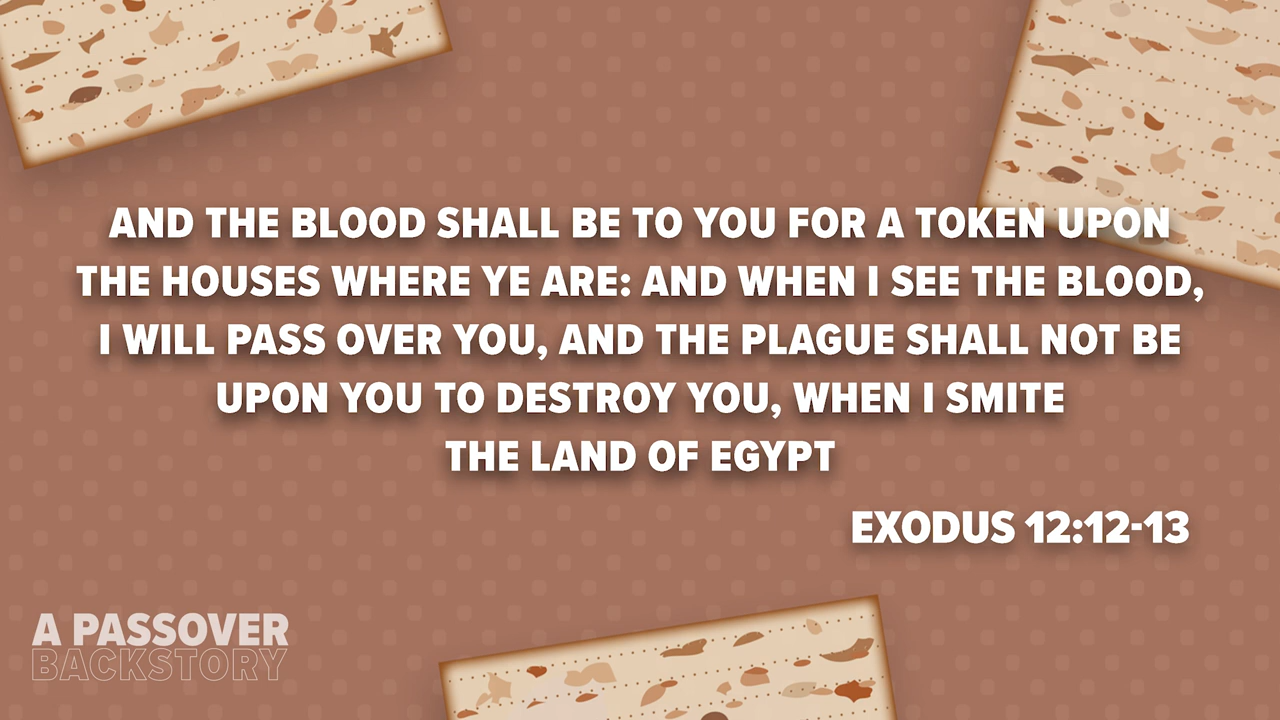 AND THE BLOOD SHALL BE TO YOU FOR A TOKEN UPON
THE HOUSES WHERE YE ARE: AND WHEN I SEE THE BLOOD,
I WILL PASS OVER YOU, AND THE PLAGUE SHALL NOT BE
UPON YOU TO DESTROY YOU, WHEN I SMITE
THE LAND OF EGYPT
EXODUS 12:12-13
A PASSOVER
BACKSTORY